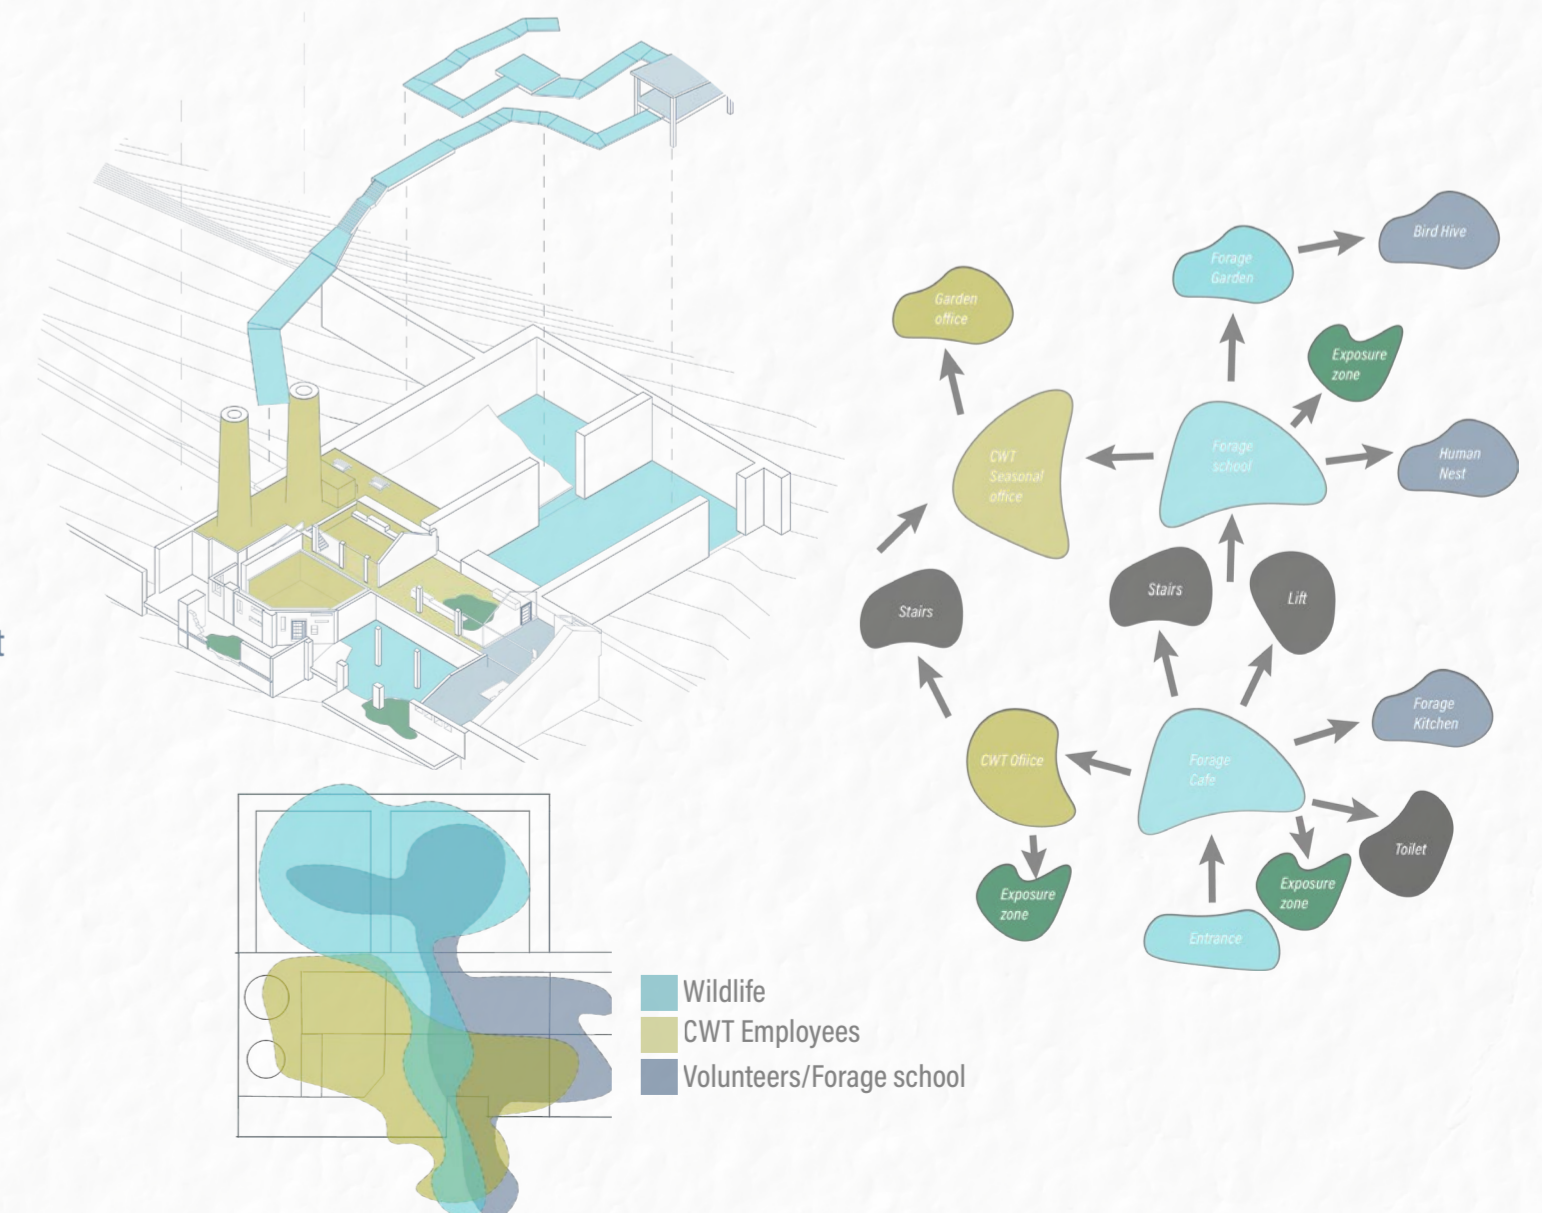 t
Bird Hive
Forage
Garden
Garden
office
Exposure
zone
Forage
school
Human
Nest
CWT
Seasonal
office
Stairs
Lift
Stairs
Forage
Kitchen
CWT Ofiice
Forage
Cafe
Toilet
Exposure
zone
Exposure
zone
Entrance
Wildlife
CWT Employees
Volunteers/Forage school